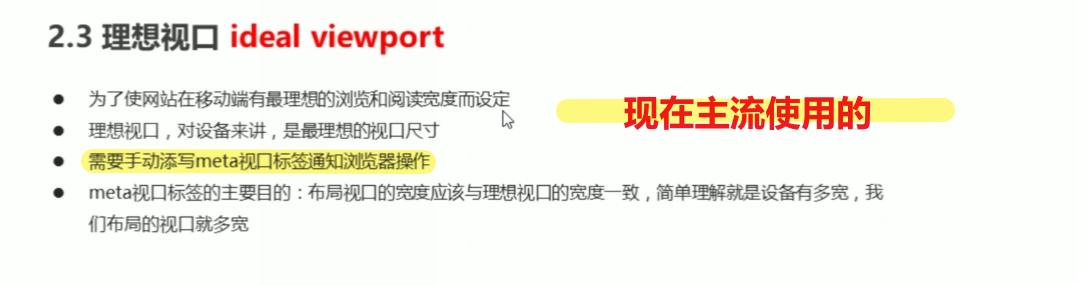 2.3 理想视口 ideal viewport
● 为了使网站在移动端有最理想的浏览和阅读宽度而设定
现在主流使用的
● 理想视口，对设备来讲，是最理想的视口尺寸
● 需要手动添写meta视口标签通知浏览器操作
● meta视口标签的主要目的：布局视口的宽度应该与理想视口的宽度一致，简单理解就是设备有多宽，我
们布局的视口就多宽